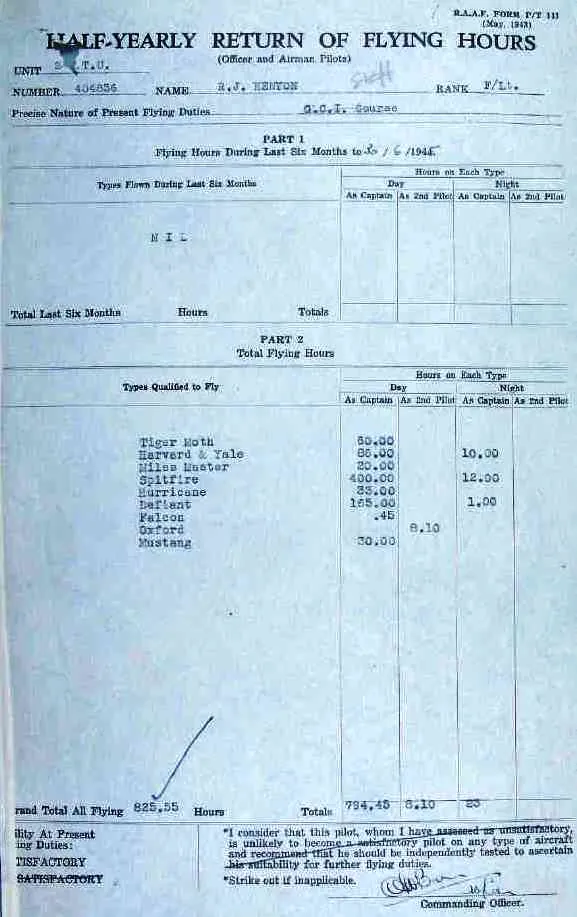 R.A.A.F. FORM P/T 111
(May, 1943)
HALF-YEARLY RETURN OF FLYING HOURS
(Officer and Airman Pilots)
UNIT T.U.
NUMBER 404836 NAME R.J. KENYON Staff RANK F/Lt.
Precise Nature of Present Flying Duties G.C.I. Course
PART 1
Flying Hours During Last Six Months to 30 / 6 /1945
Types Flown During Last Six Months
Hours on Each Type
Day Night
As Captain As 2nd Pilot As Captain As 2nd Pilot
N I L
Total Last Six Months Hours Totals
PART 2
Total Flying Hours
Types Qualified to Fly
Hours on Each Type
Day Night
As Captain As 2nd Pilot As Captain As 2nd Pilot
Tiger Moth 60.00
Harvard & Yale 86.00 10.00
Miles Master 20.00
Spitfire 400.00 12.00
Hurricane 33.00
Defiant 165.00 1.00
Falcon .45
Oxford 8.10
Mustang 30.00
rand Total All Flying 825.55 Hours Totals 794.45 8.10 23
ility At Present
ing Duties:
TISFACTORY
SATISFACTORY
*I consider that this pilot, whom I have assessed as unsatisfactory,
is unlikely to become a satisfactory pilot on any type of aircraft
and recommend that he should be independently tested to ascertain
his suitability for further flying duties.
*Strike out if inapplicable.
Commanding Officer.